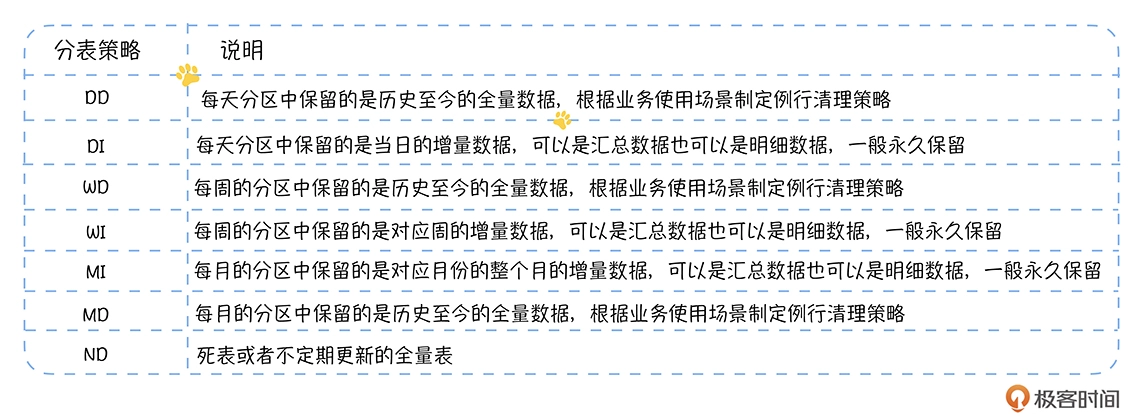 分表策略 说明
DD 每天分区中保留的是历史至今的全量数据，根据业务使用场景制定例行清理策略
DI 每天分区中保留的是当日的增量数据，可以是汇总数据也可以是明细数据，一般永久保留
WD 每周的分区中保留的是历史至今的全量数据，根据业务使用场景制定例行清理策略
WI 每周的分区中保留的是对应周的增量数据，可以是汇总数据也可以是明细数据，一般永久保留
MI 每月的分区中保留的是对应月份的整个月的增量数据，可以是汇总数据也可以是明细数据，一般永久保留
MD 每月的分区中保留的是历史至今的全量数据，根据业务使用场景制定例行清理策略
ND 死表或者不定期更新的全量表
极客时间